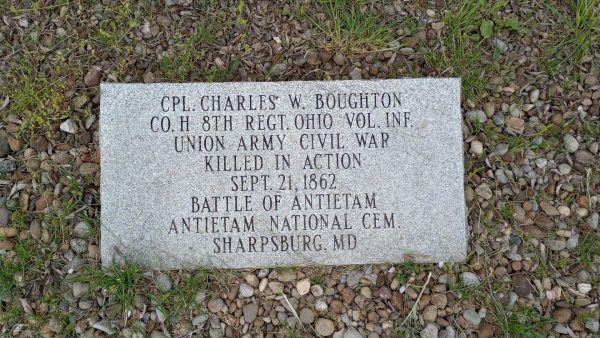 CPL. CHARLES W. BOUGHTON
CO. H 8TH REGT. OHIO VOL. INF.
UNION ARMY CIVIL WAR
KILLED IN ACTION
SEPT. 21, 1862
BATTLE OF ANTIETAM
ANTIETAM NATIONAL CEM.
SHARPSBURG, MD